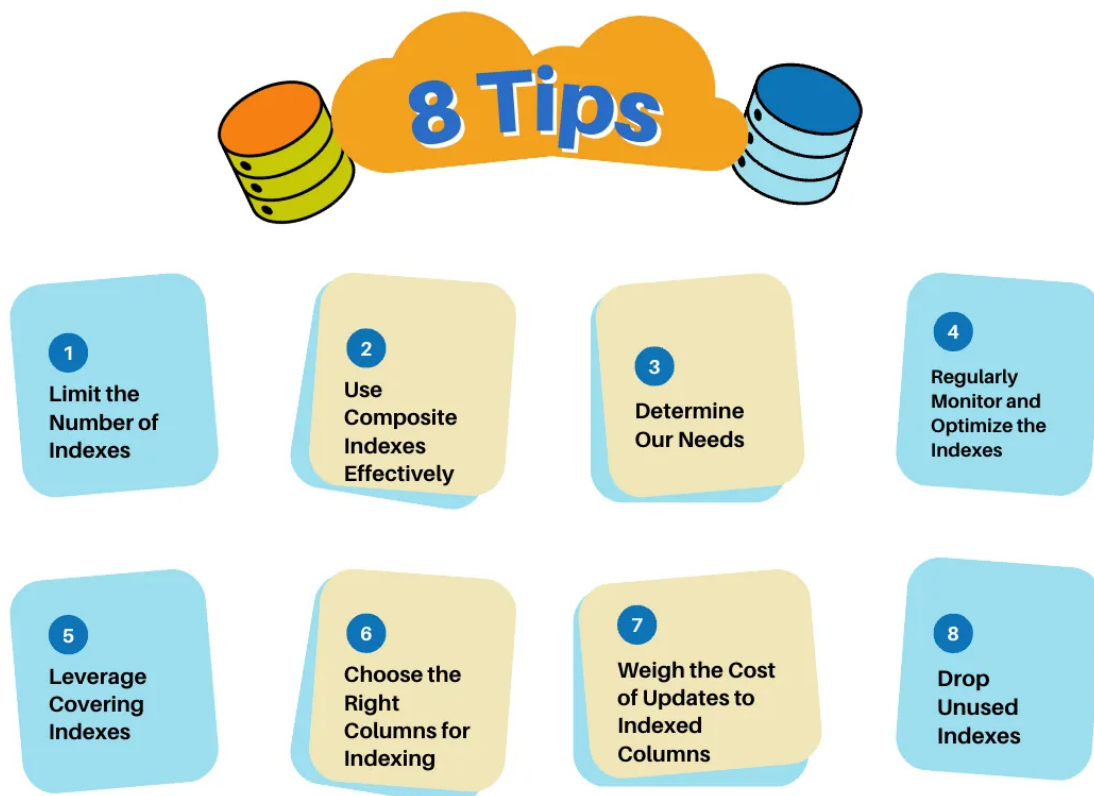 8 Tips
1
Limit the
Number of
Indexes
2
Use
Composite
Indexes
Effectively
3
Determine
Our Needs
4
Regularly
Monitor and
Optimize the
Indexes
5
Leverage
Covering
Indexes
6
Choose the
Right
Columns for
Indexing
7
Weigh the Cost
of Updates to
Indexed
Columns
8
Drop
Unused
Indexes